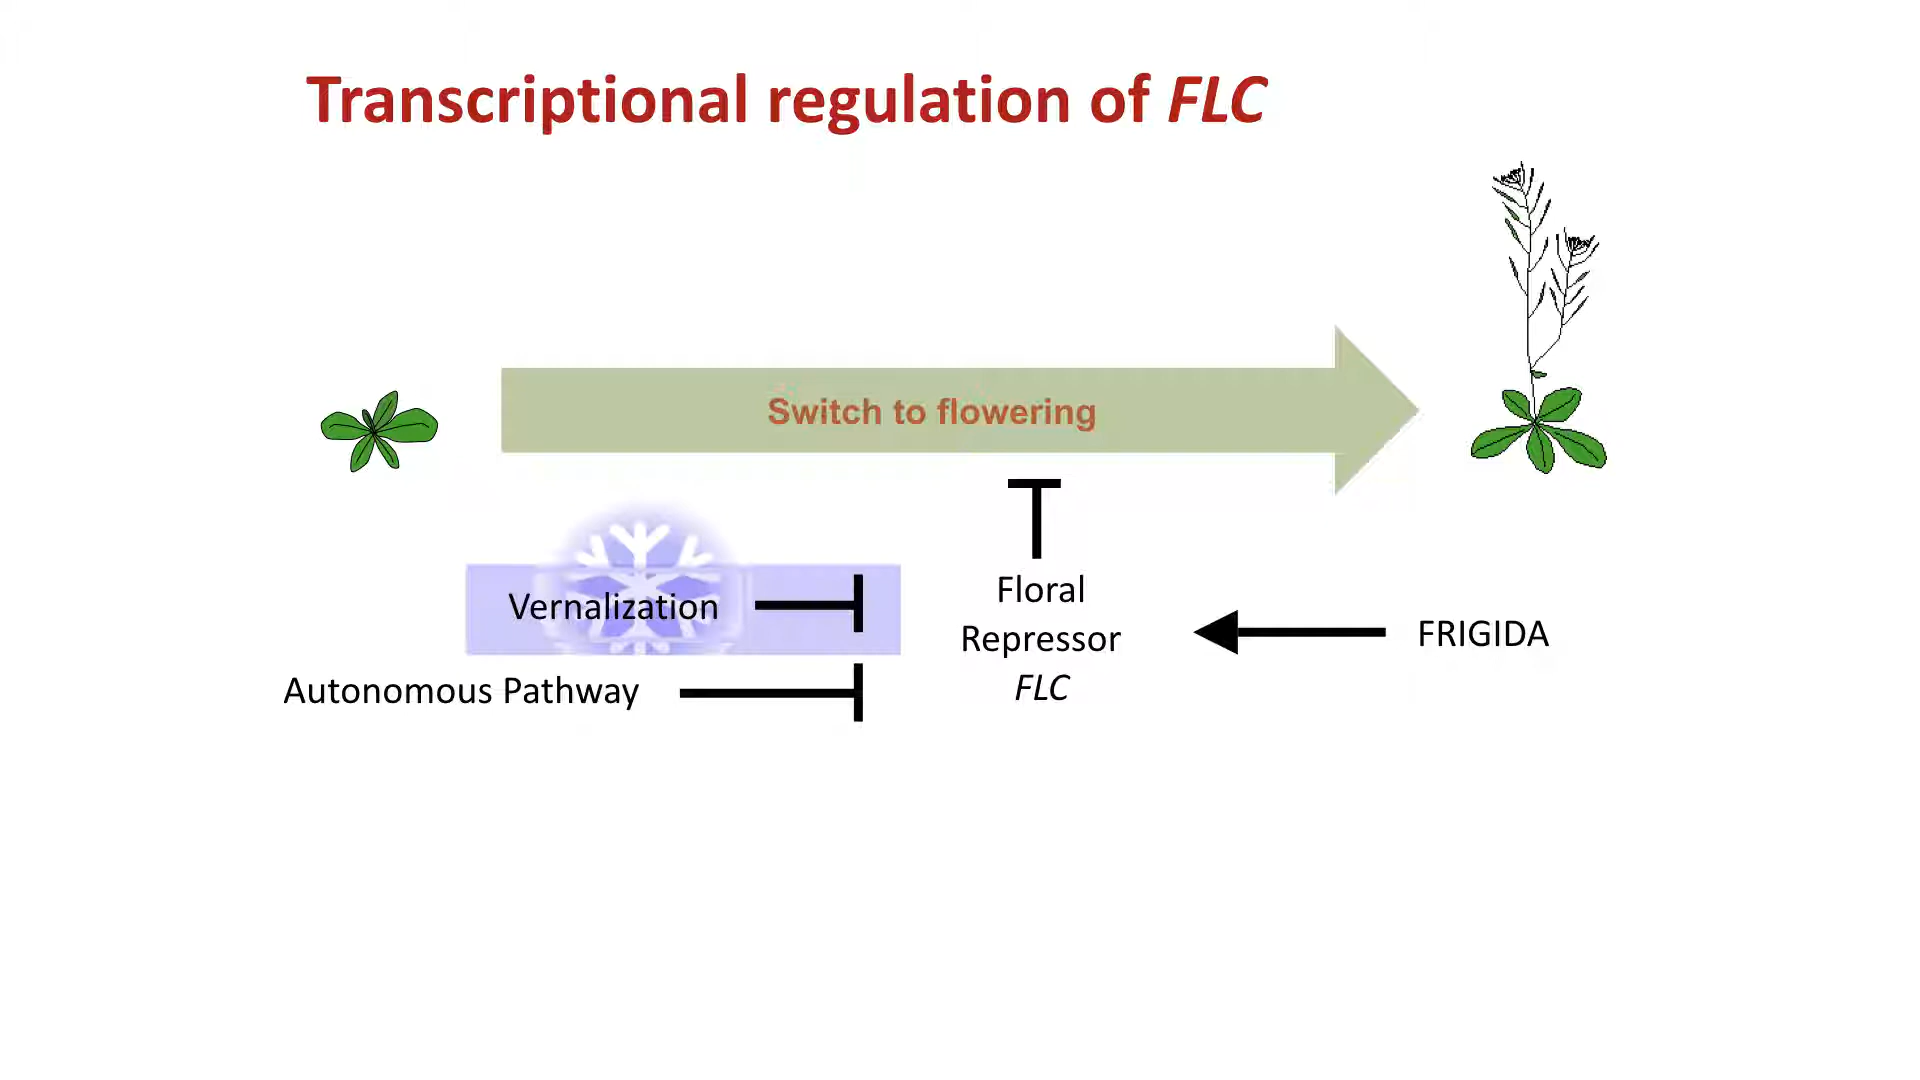 Transcriptional regulation of FLC
Switch to flowering
Vernalization
Autonomous Pathway
Floral
Repressor
FLC
FRIGIDA